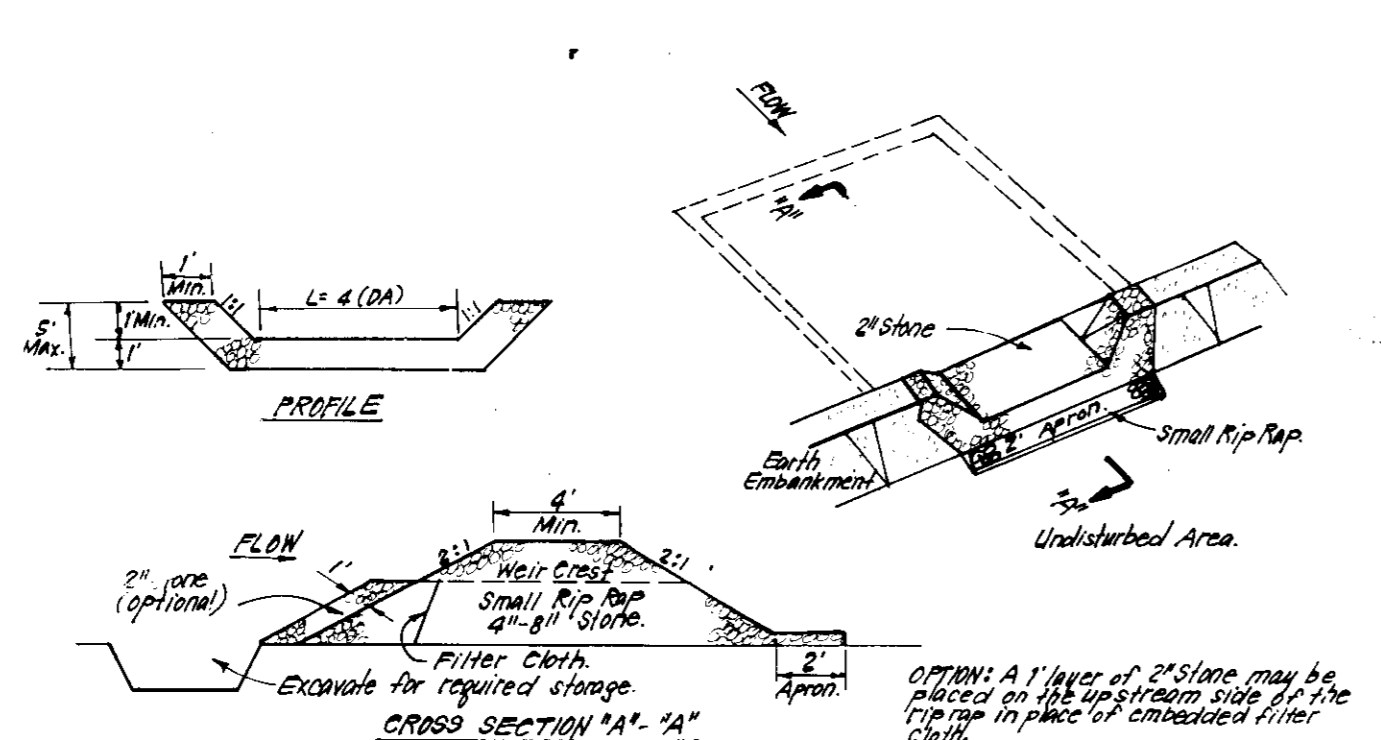 FLOW
"A"
1'
Min.
1:1
L= 4 (DA)
1:1
5'
Max.
1' Min.
1'
PROFILE
2" Stone
2' Apron.
Small Rip Rap.
Earth
Embankment
"A"
Undisturbed Area.
4'
Min.
FLOW
1'
2:1
2:1
2"
(optional)
Weir Crest
Small Rip Rap
4"-8" Stone.
Filter Cloth.
Excavate for required storage.
2'
Apron.
CROSS SECTION "A"-"A"
OPTION: A 1' layer of 2" Stone may be
placed on the upstream side of the
rip rap in place of embedded filter
cloth.